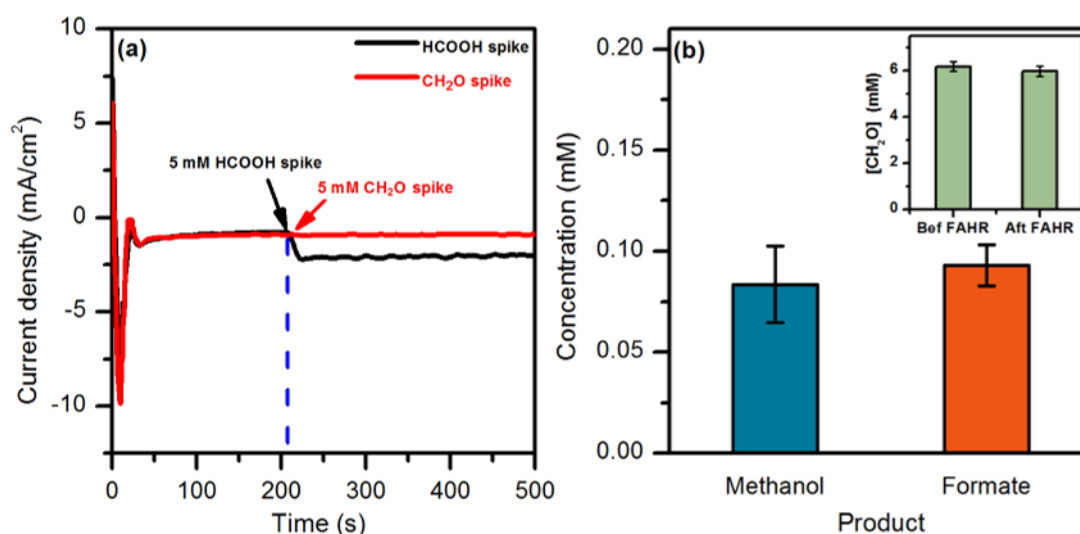 (a)
HCOOH spike
CH₂O spike
5 mM HCOOH spike
5 mM CH₂O spike
Current density (mA/cm²)
10
5
0
-5
-10
0 100 200 300 400 500
Time (s)
(b)
Concentration (mM)
0.20
0.15
0.10
0.05
0.00
Methanol Formate
Product
[CH₂O] (mM)
6
4
2
0
Bef FAHR Aft FAHR